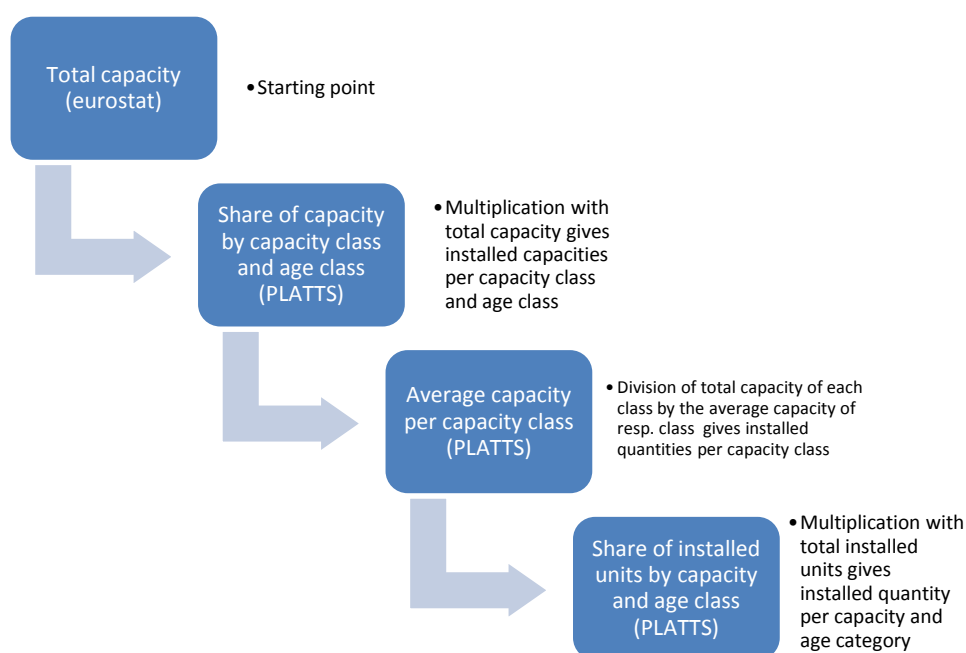 Total capacity
(eurostat)
•Starting point
Share of capacity
by capacity class
and age class
(PLATTS)
•Multiplication with
total capacity gives
installed capacities
per capacity class
and age class
Average capacity
per capacity class
(PLATTS)
•Division of total capacity of each
class by the average capacity of
resp. class gives installed
quantities per capacity class
Share of installed
units by capacity
and age class
(PLATTS)
•Multiplication with
total installed
units gives
installed quantity
per capacity and
age category